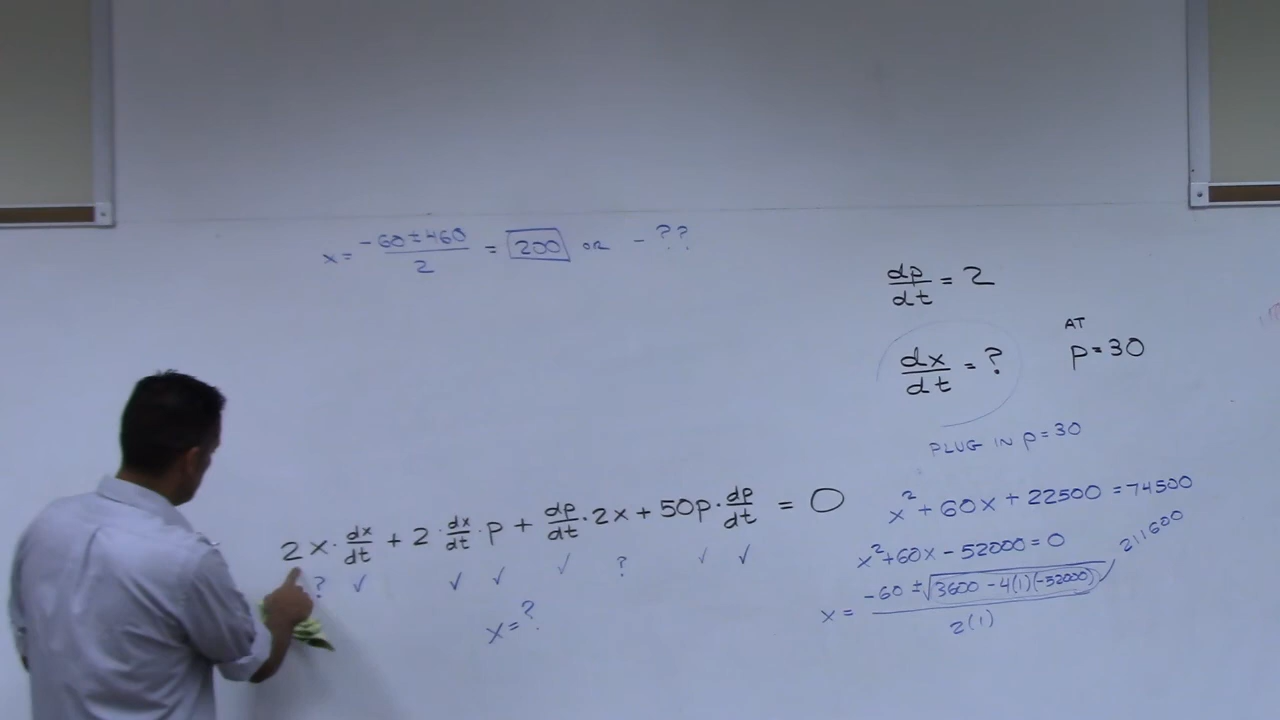 x = -60 ± 460 / 2 = 200 OR - ??
dp/dt = 2
dx/dt = ?
AT
p = 30
PLUG IN p = 30
x² + 60x + 22500 = 74500
x² + 60x - 52000 = 0
x = -60 ± √(3600 - 4(1)(-52000)) / 2(1)
211600
2x · dx/dt + 2 · dx/dt · p + dp/dt · 2x + 50p · dp/dt = 0
? ✓ ✓ ✓ ✓ ? ✓ ✓
x = ?